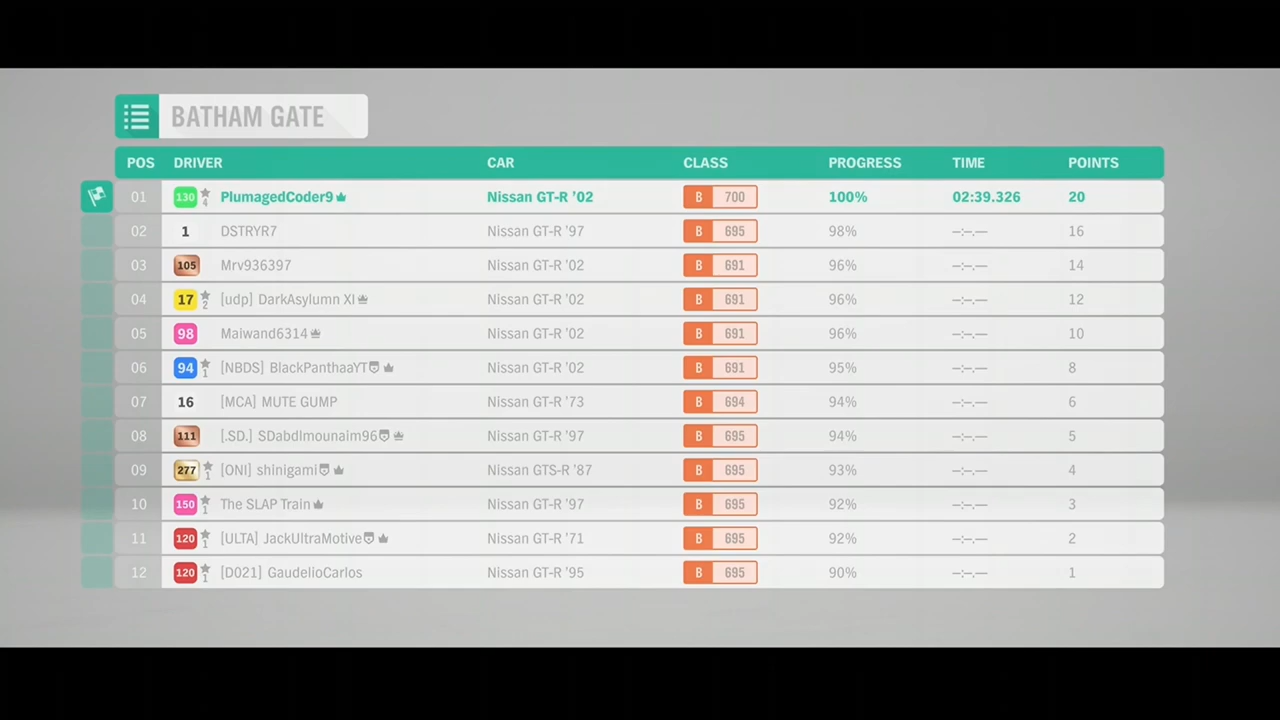 BATHAM GATE
POS DRIVER CAR CLASS PROGRESS TIME POINTS
01 130 4 PlumagedCoder9 Nissan GT-R '02 B 700 100% 02:39.326 20
02 1 DSTRYR7 Nissan GT-R '97 B 695 98% --:--.--- 16
03 105 Mrv936397 Nissan GT-R '02 B 691 96% --:--.--- 14
04 17 2 [udp] DarkAsylumn XI Nissan GT-R '02 B 691 96% --:--.--- 12
05 98 Maiwand6314 Nissan GT-R '02 B 691 96% --:--.--- 10
06 94 1 [NBDS] BlackPanthaaYT Nissan GT-R '02 B 691 95% --:--.--- 8
07 16 [MCA] MUTE GUMP Nissan GT-R '73 B 694 94% --:--.--- 6
08 111 [.SD.] SDabdlmounaim96 Nissan GT-R '97 B 695 94% --:--.--- 5
09 277 1 [ONI] shinigami Nissan GTS-R '87 B 695 93% --:--.--- 4
10 150 1 The SLAP Train Nissan GT-R '97 B 695 92% --:--.--- 3
11 120 1 [ULTA] JackUltraMotive Nissan GT-R '71 B 695 92% --:--.--- 2
12 120 1 [D021] GaudelioCarlos Nissan GT-R '95 B 695 90% --:--.--- 1